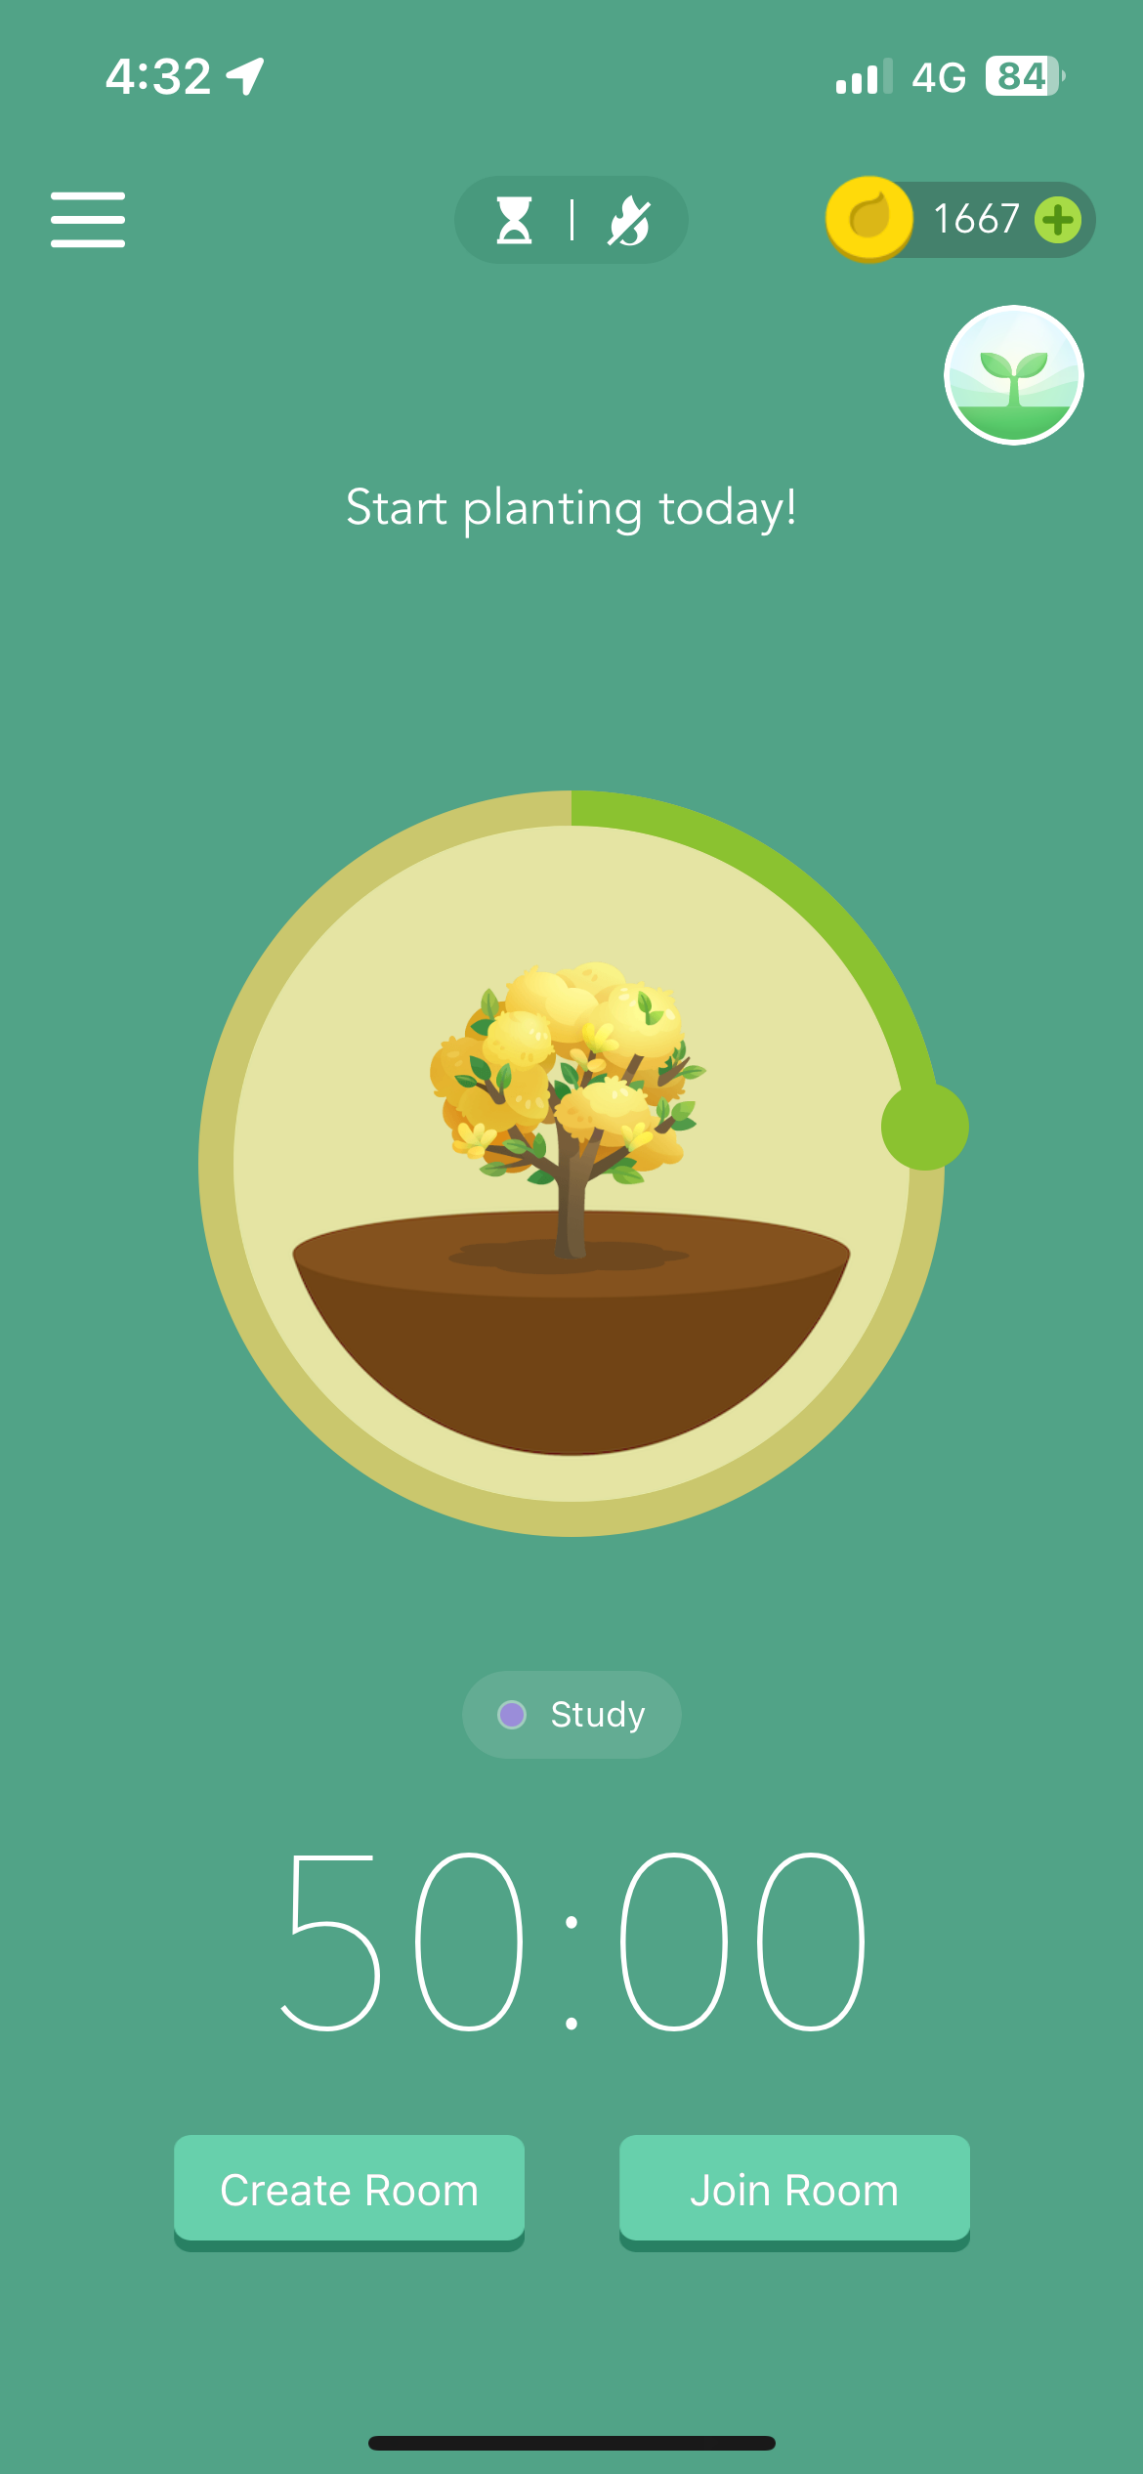 4:32
4G
84
1667
Start planting today!
Study
50:00
Create Room
Join Room